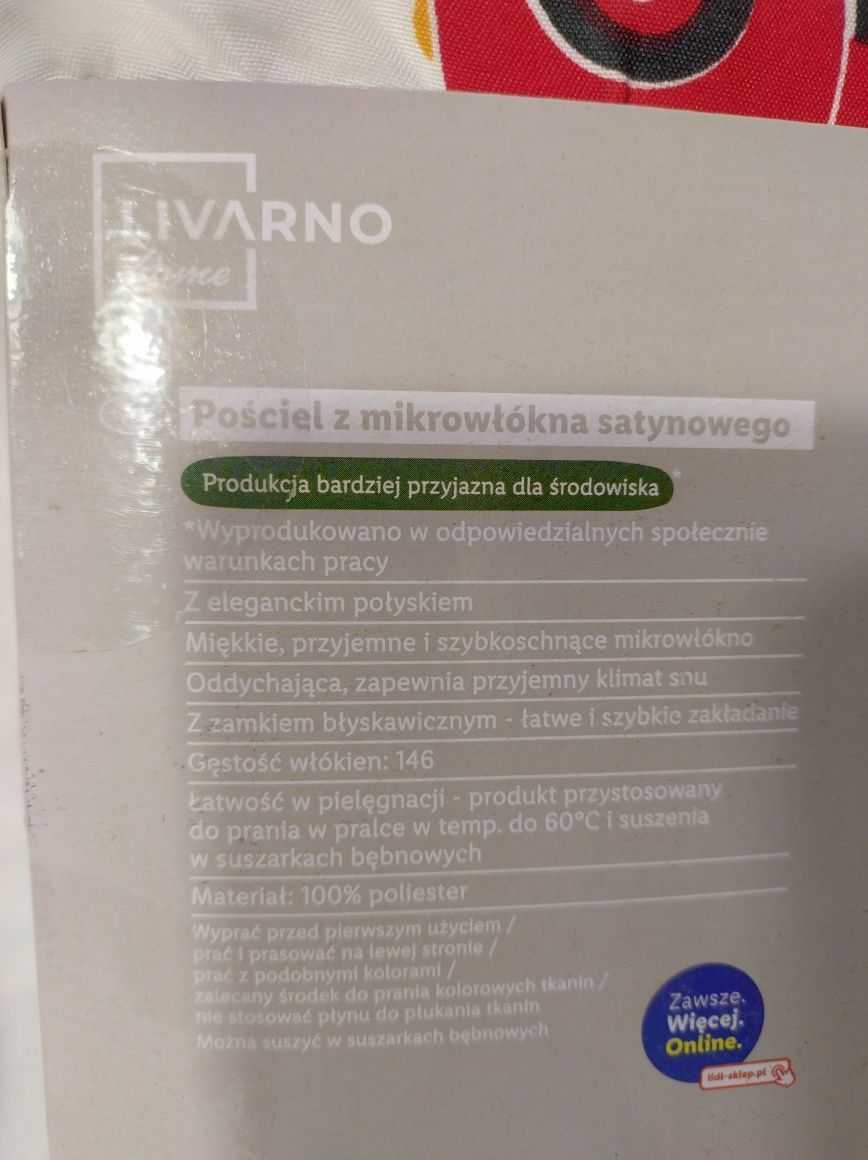 LIVARNO
Home
Pościel z mikrowłókna satynowego
Produkcja bardziej przyjazna dla środowiska *
*Wyprodukowano w odpowiedzialnych społecznie
warunkach pracy
Z eleganckim połyskiem
Miękkie, przyjemne i szybkoschnące mikrowłókno
Oddychająca, zapewnia przyjemny klimat snu
Z zamkiem błyskawicznym - łatwe i szybkie zakładanie
Gęstość włókien: 146
Łatwość w pielęgnacji - produkt przystosowany
do prania w pralce w temp. do 60°C i suszenia
w suszarkach bębnowych
Materiał: 100% poliester
Wyprać przed pierwszym użyciem /
prać i prasować na lewej stronie /
prać z podobnymi kolorami /
zalecany środek do prania kolorowych tkanin /
nie stosować płynu do płukania tkanin
Można suszyć w suszarkach bębnowych
Zawsze.
Więcej.
Online.
lidl-sklep.pl